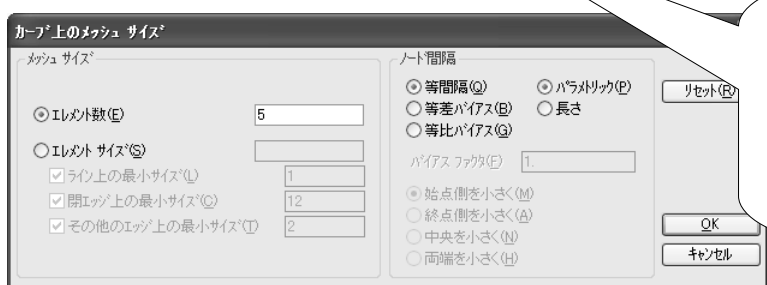 カーブ上のメッシュ サイズ
メッシュ サイズ
エレメント数(E) 5
エレメント サイズ(S)
ライン上の最小サイズ(L) 1
閉エッジ上の最小サイズ(C) 12
その他のエッジ上の最小サイズ(T) 2
ノード間隔
等間隔(Q) パラメトリック(P)
等差バイアス(B) 長さ
等比バイアス(G)
バイアス ファクタ(F) 1.
始点側を小さく(M)
終点側を小さく(A)
中央を小さく(N)
両端を小さく(H)
リセット(R)
OK
キャンセル